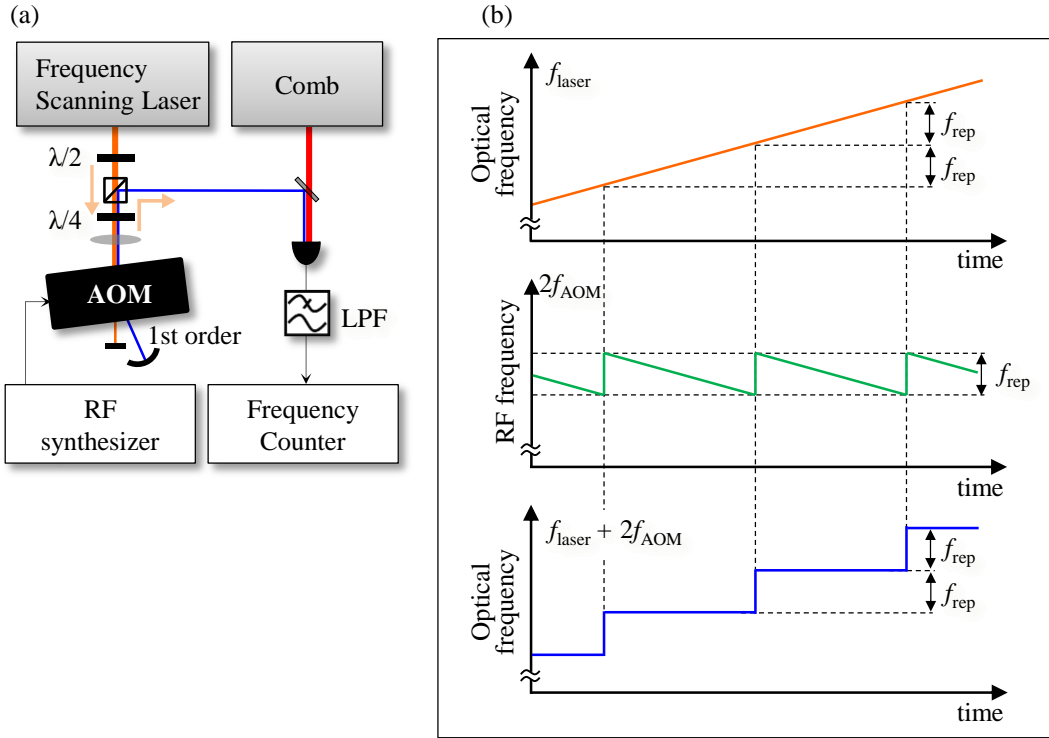 (a)
Frequency
Scanning Laser
Comb
λ/2
λ/4
AOM
1st order
LPF
RF
synthesizer
Frequency
Counter
(b)
f_laser
Optical
frequency
f_rep
f_rep
time
2f_AOM
RF frequency
f_rep
time
f_laser + 2f_AOM
Optical
frequency
f_rep
f_rep
time